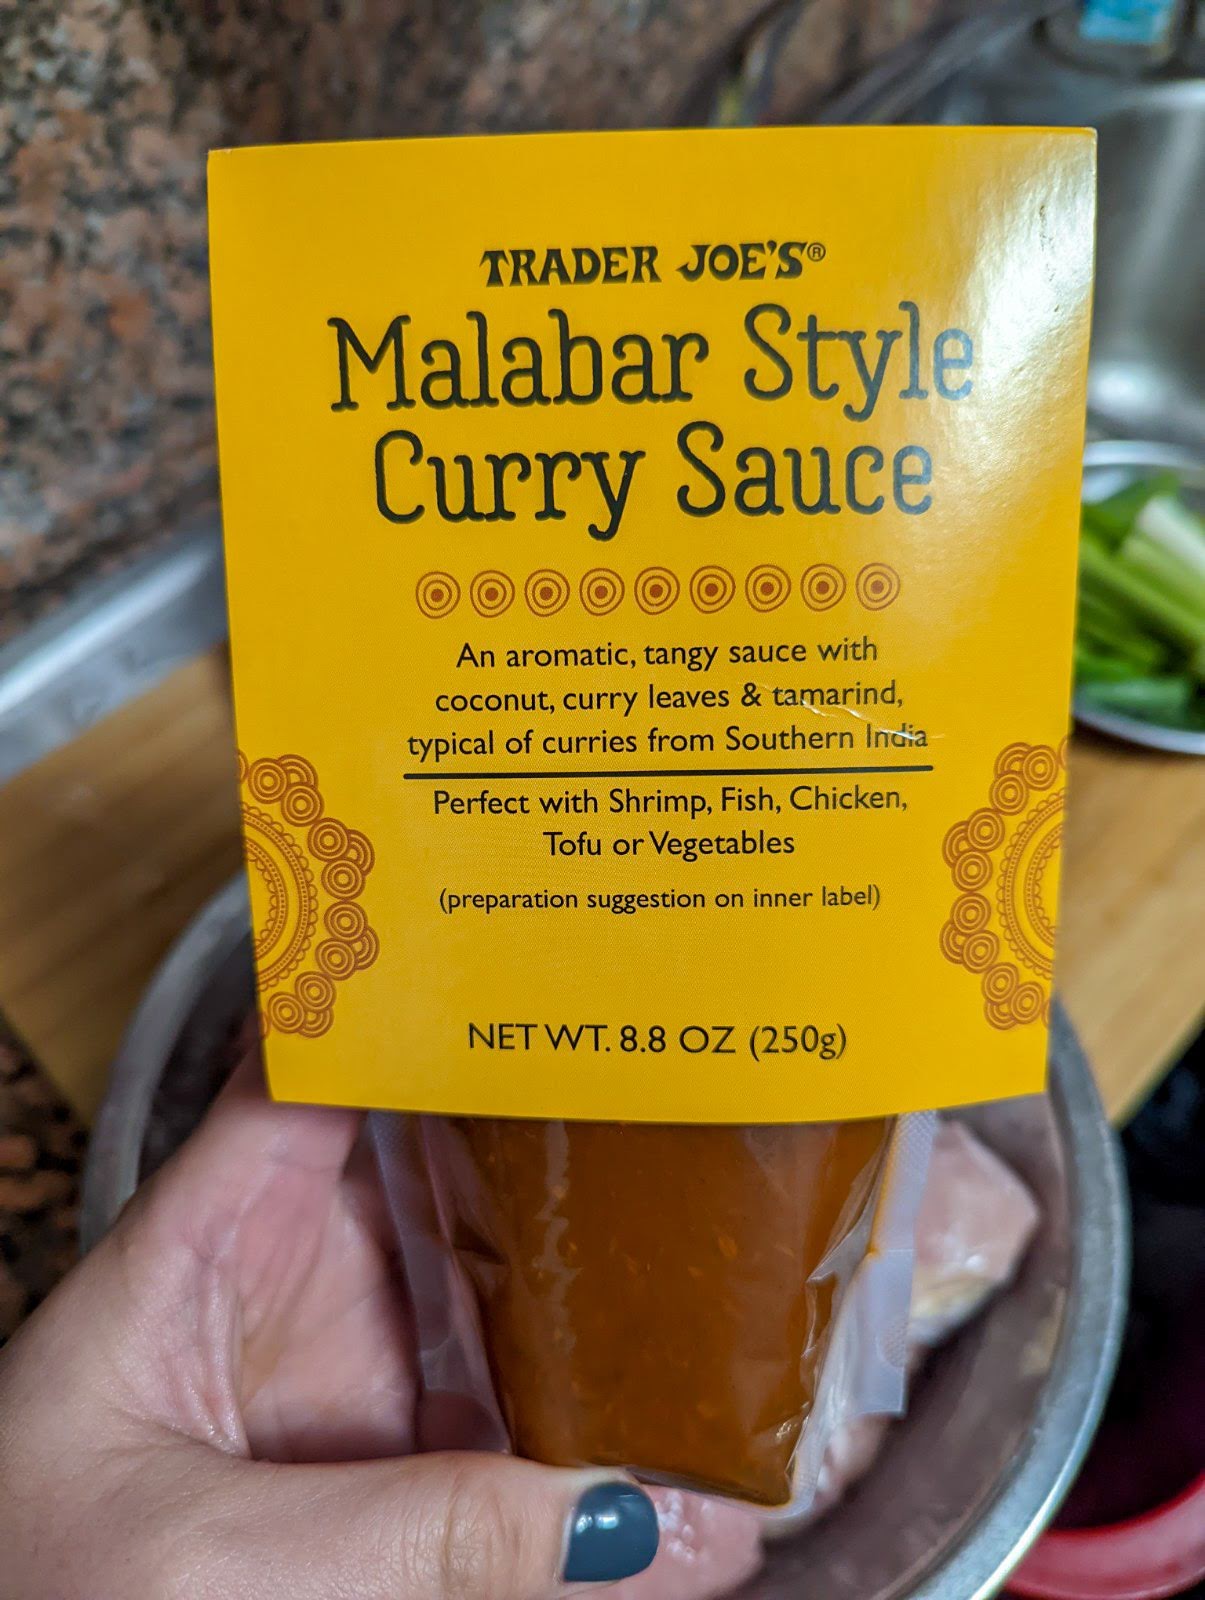 TRADER JOE'S®
Malabar Style
Curry Sauce
An aromatic, tangy sauce with
coconut, curry leaves & tamarind,
typical of curries from Southern India
Perfect with Shrimp, Fish, Chicken,
Tofu or Vegetables
(preparation suggestion on inner label)
NET WT. 8.8 OZ (250g)